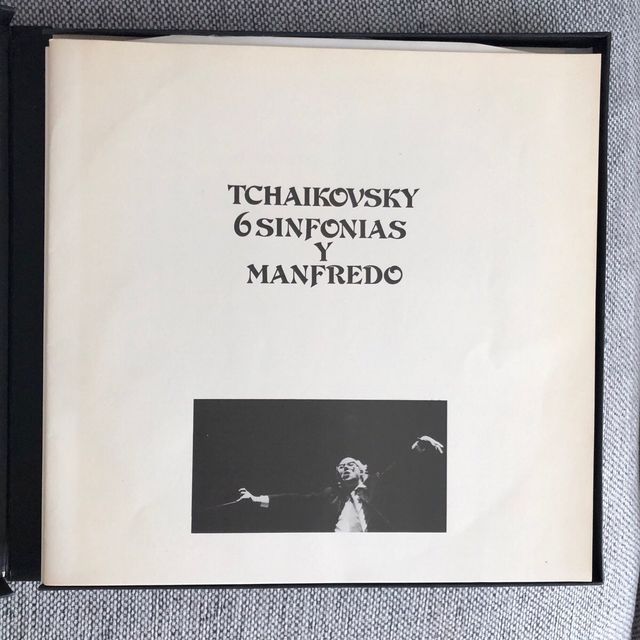 TCHAIKOVSKY
6 SINFONIAS
Y
MANFREDO